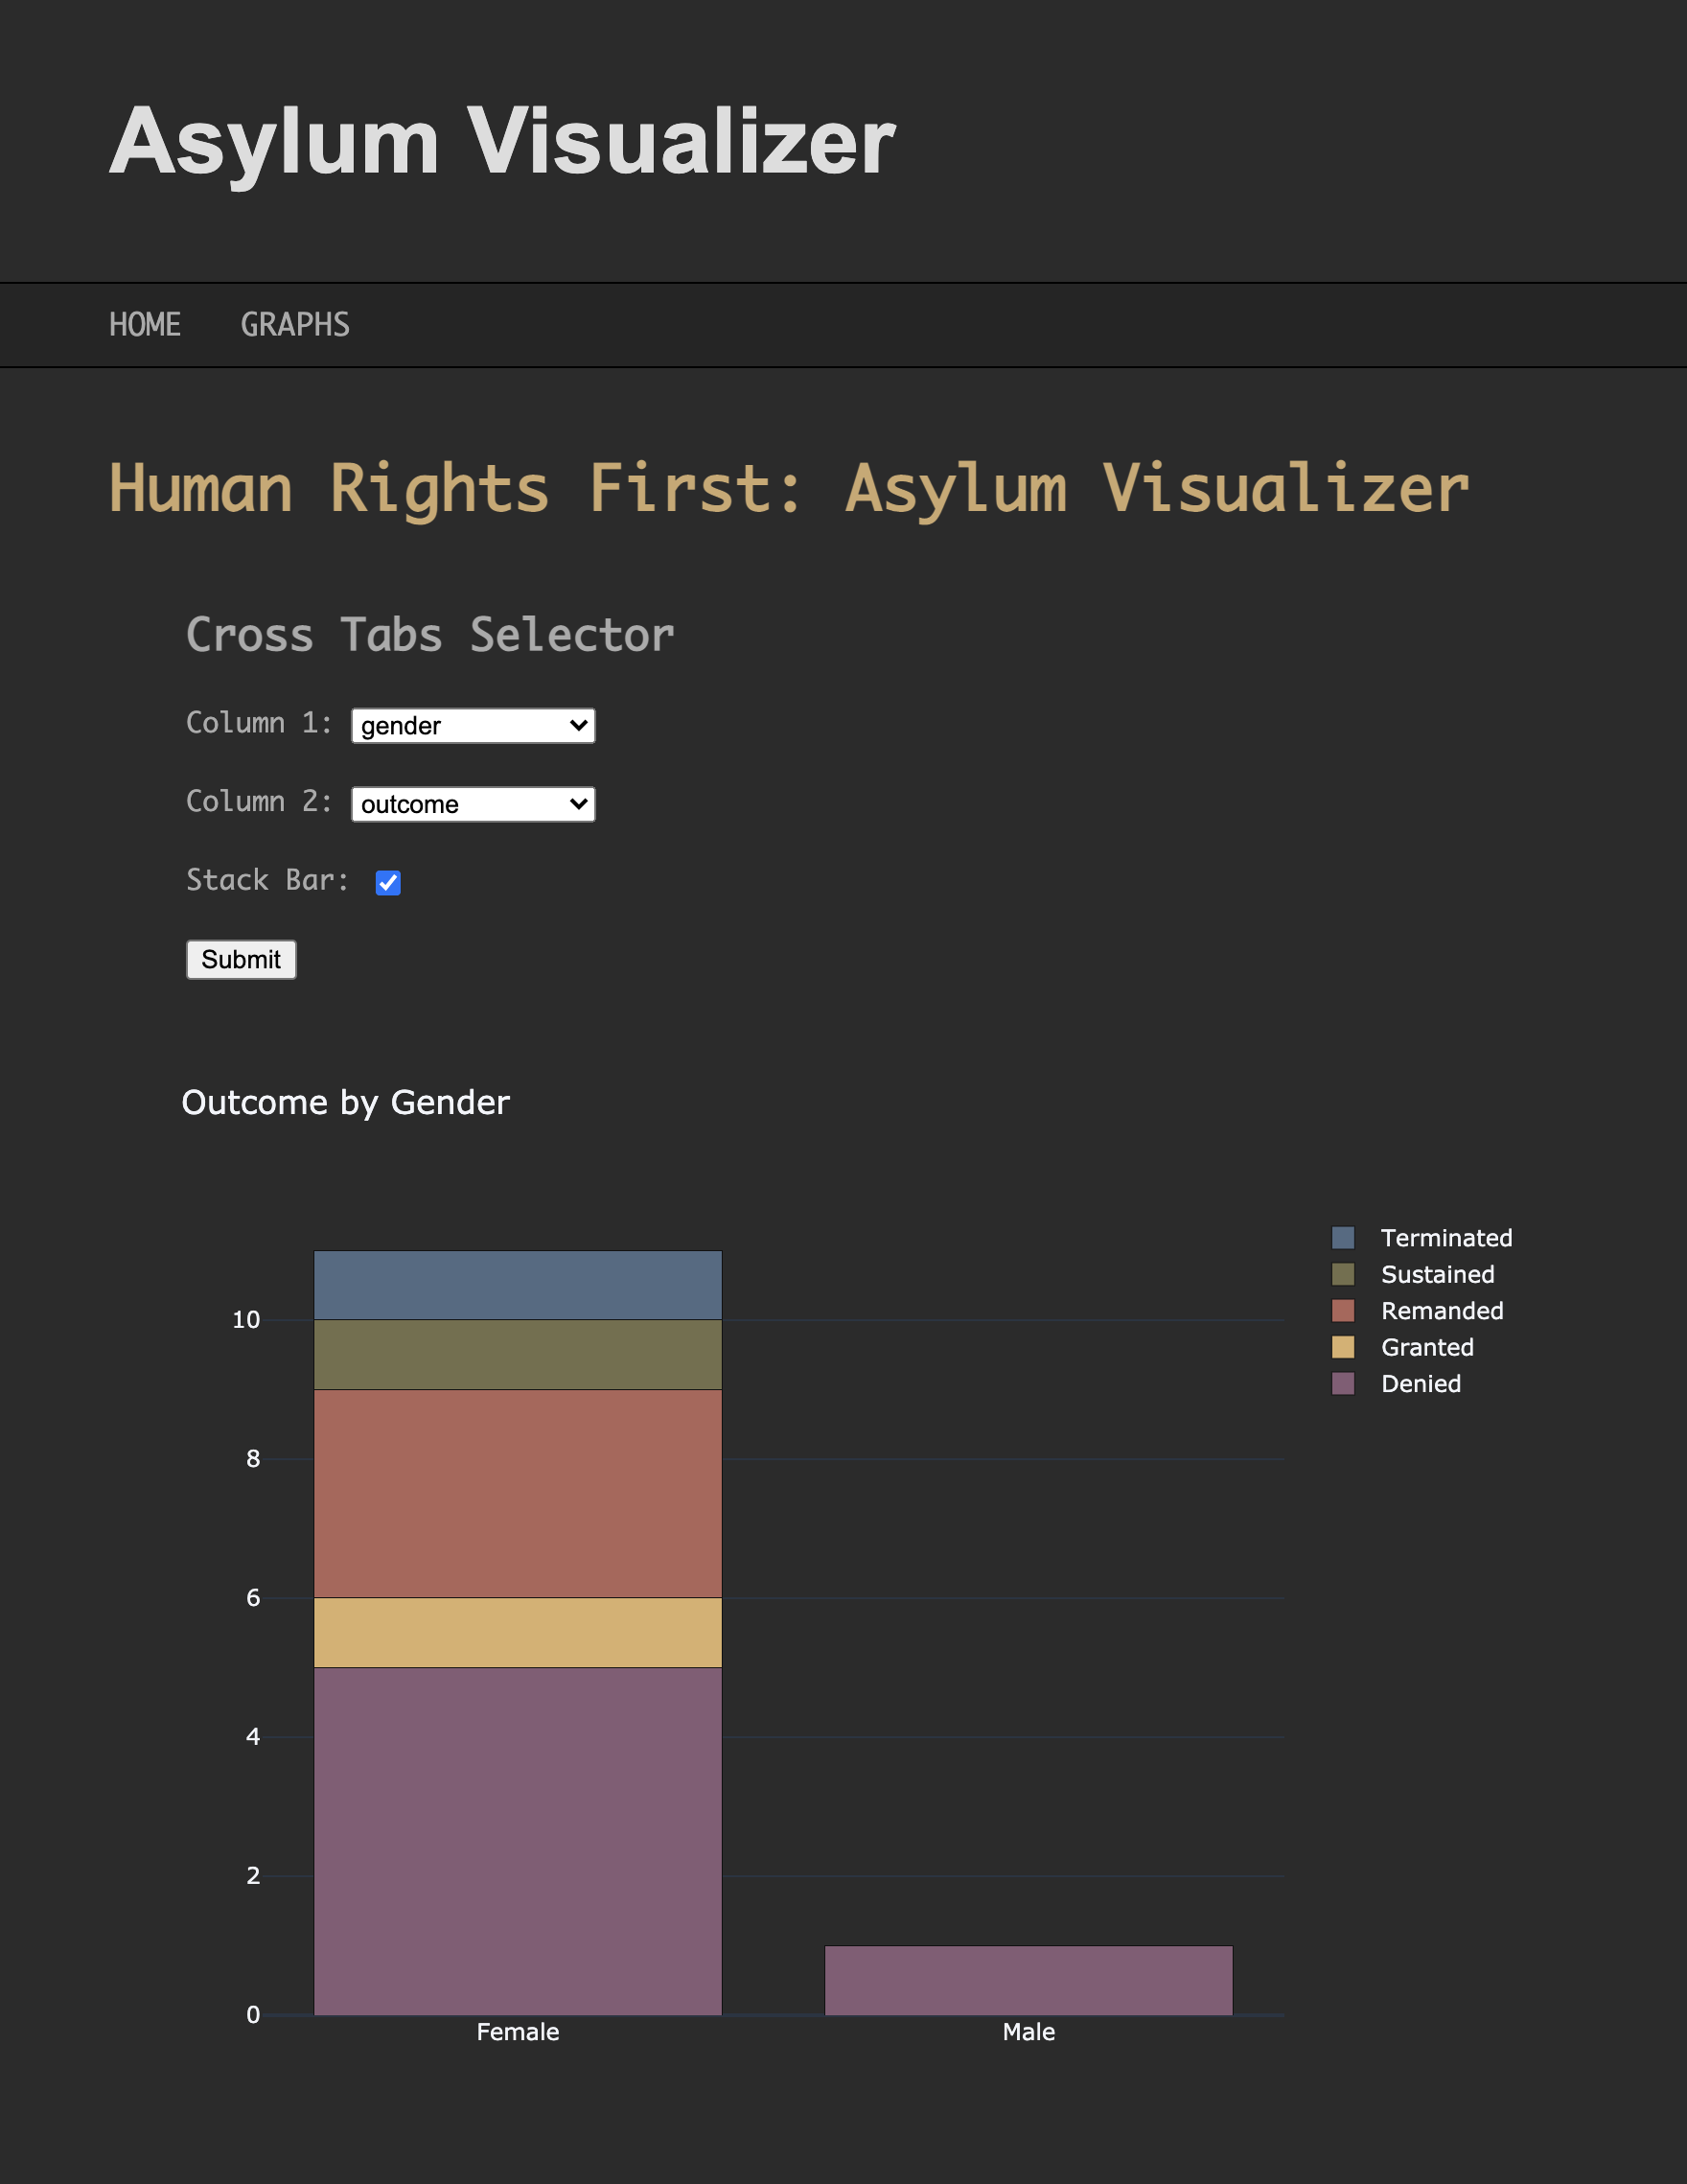 Asylum Visualizer
HOME GRAPHS
Human Rights First: Asylum Visualizer
Cross Tabs Selector
Column 1: gender
Column 2: outcome
Stack Bar:
Submit
Outcome by Gender
Terminated
Sustained
Remanded
Granted
Denied
10
8
6
4
2
0
Female Male